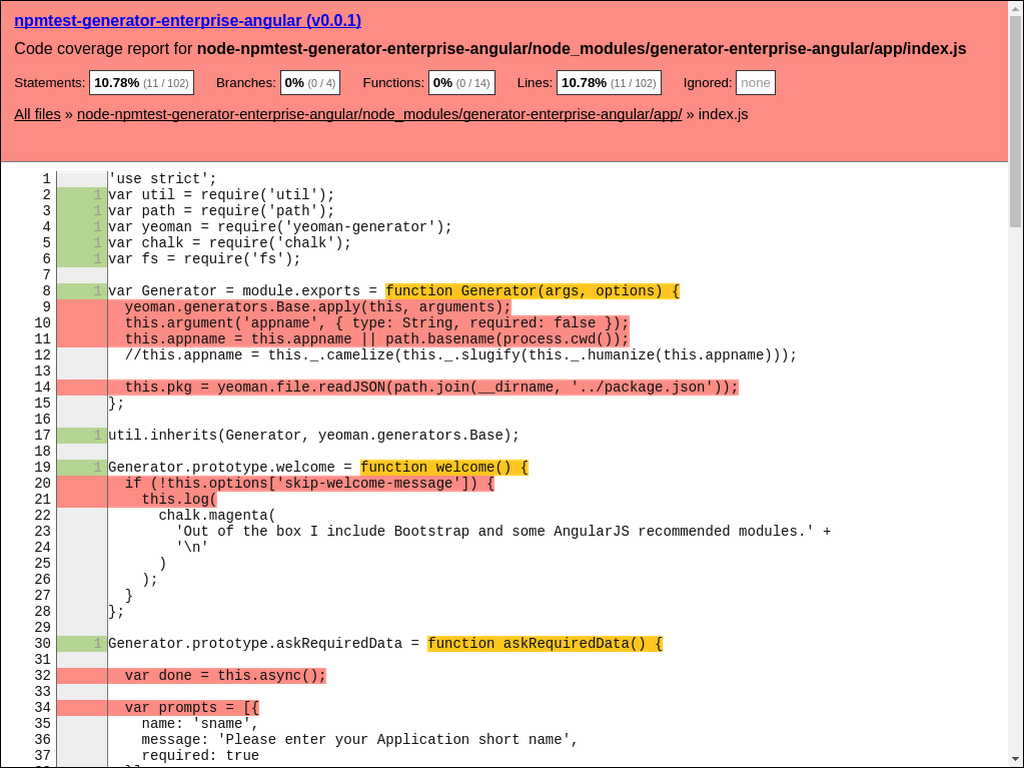 npmtest-generator-enterprise-angular (v0.0.1)
Code coverage report for node-npmtest-generator-enterprise-angular/node_modules/generator-enterprise-angular/app/index.js
Statements: 10.78% (11 / 102) Branches: 0% (0 / 4) Functions: 0% (0 / 14) Lines: 10.78% (11 / 102) Ignored: none
All files » node-npmtest-generator-enterprise-angular/node_modules/generator-enterprise-angular/app/ » index.js
1 'use strict';
2 1 var util = require('util');
3 1 var path = require('path');
4 1 var yeoman = require('yeoman-generator');
5 1 var chalk = require('chalk');
6 1 var fs = require('fs');
7
8 1 var Generator = module.exports = function Generator(args, options) {
9   yeoman.generators.Base.apply(this, arguments);
10   this.argument('appname', { type: String, required: false });
11   this.appname = this.appname || path.basename(process.cwd());
12   //this.appname = this._.camelize(this._.slugify(this._.humanize(this.appname)));
13
14   this.pkg = yeoman.file.readJSON(path.join(__dirname, '../package.json'));
15 };
16
17 1 util.inherits(Generator, yeoman.generators.Base);
18
19 1 Generator.prototype.welcome = function welcome() {
20   if (!this.options['skip-welcome-message']) {
21     this.log(
22       chalk.magenta(
23         'Out of the box I include Bootstrap and some AngularJS recommended modules.' +
24         '\n'
25       )
26     );
27   }
28 };
29
30 1 Generator.prototype.askRequiredData = function askRequiredData() {
31
32   var done = this.async();
33
34   var prompts = [{
35     name: 'sname',
36     message: 'Please enter your Application short name',
37     required: true